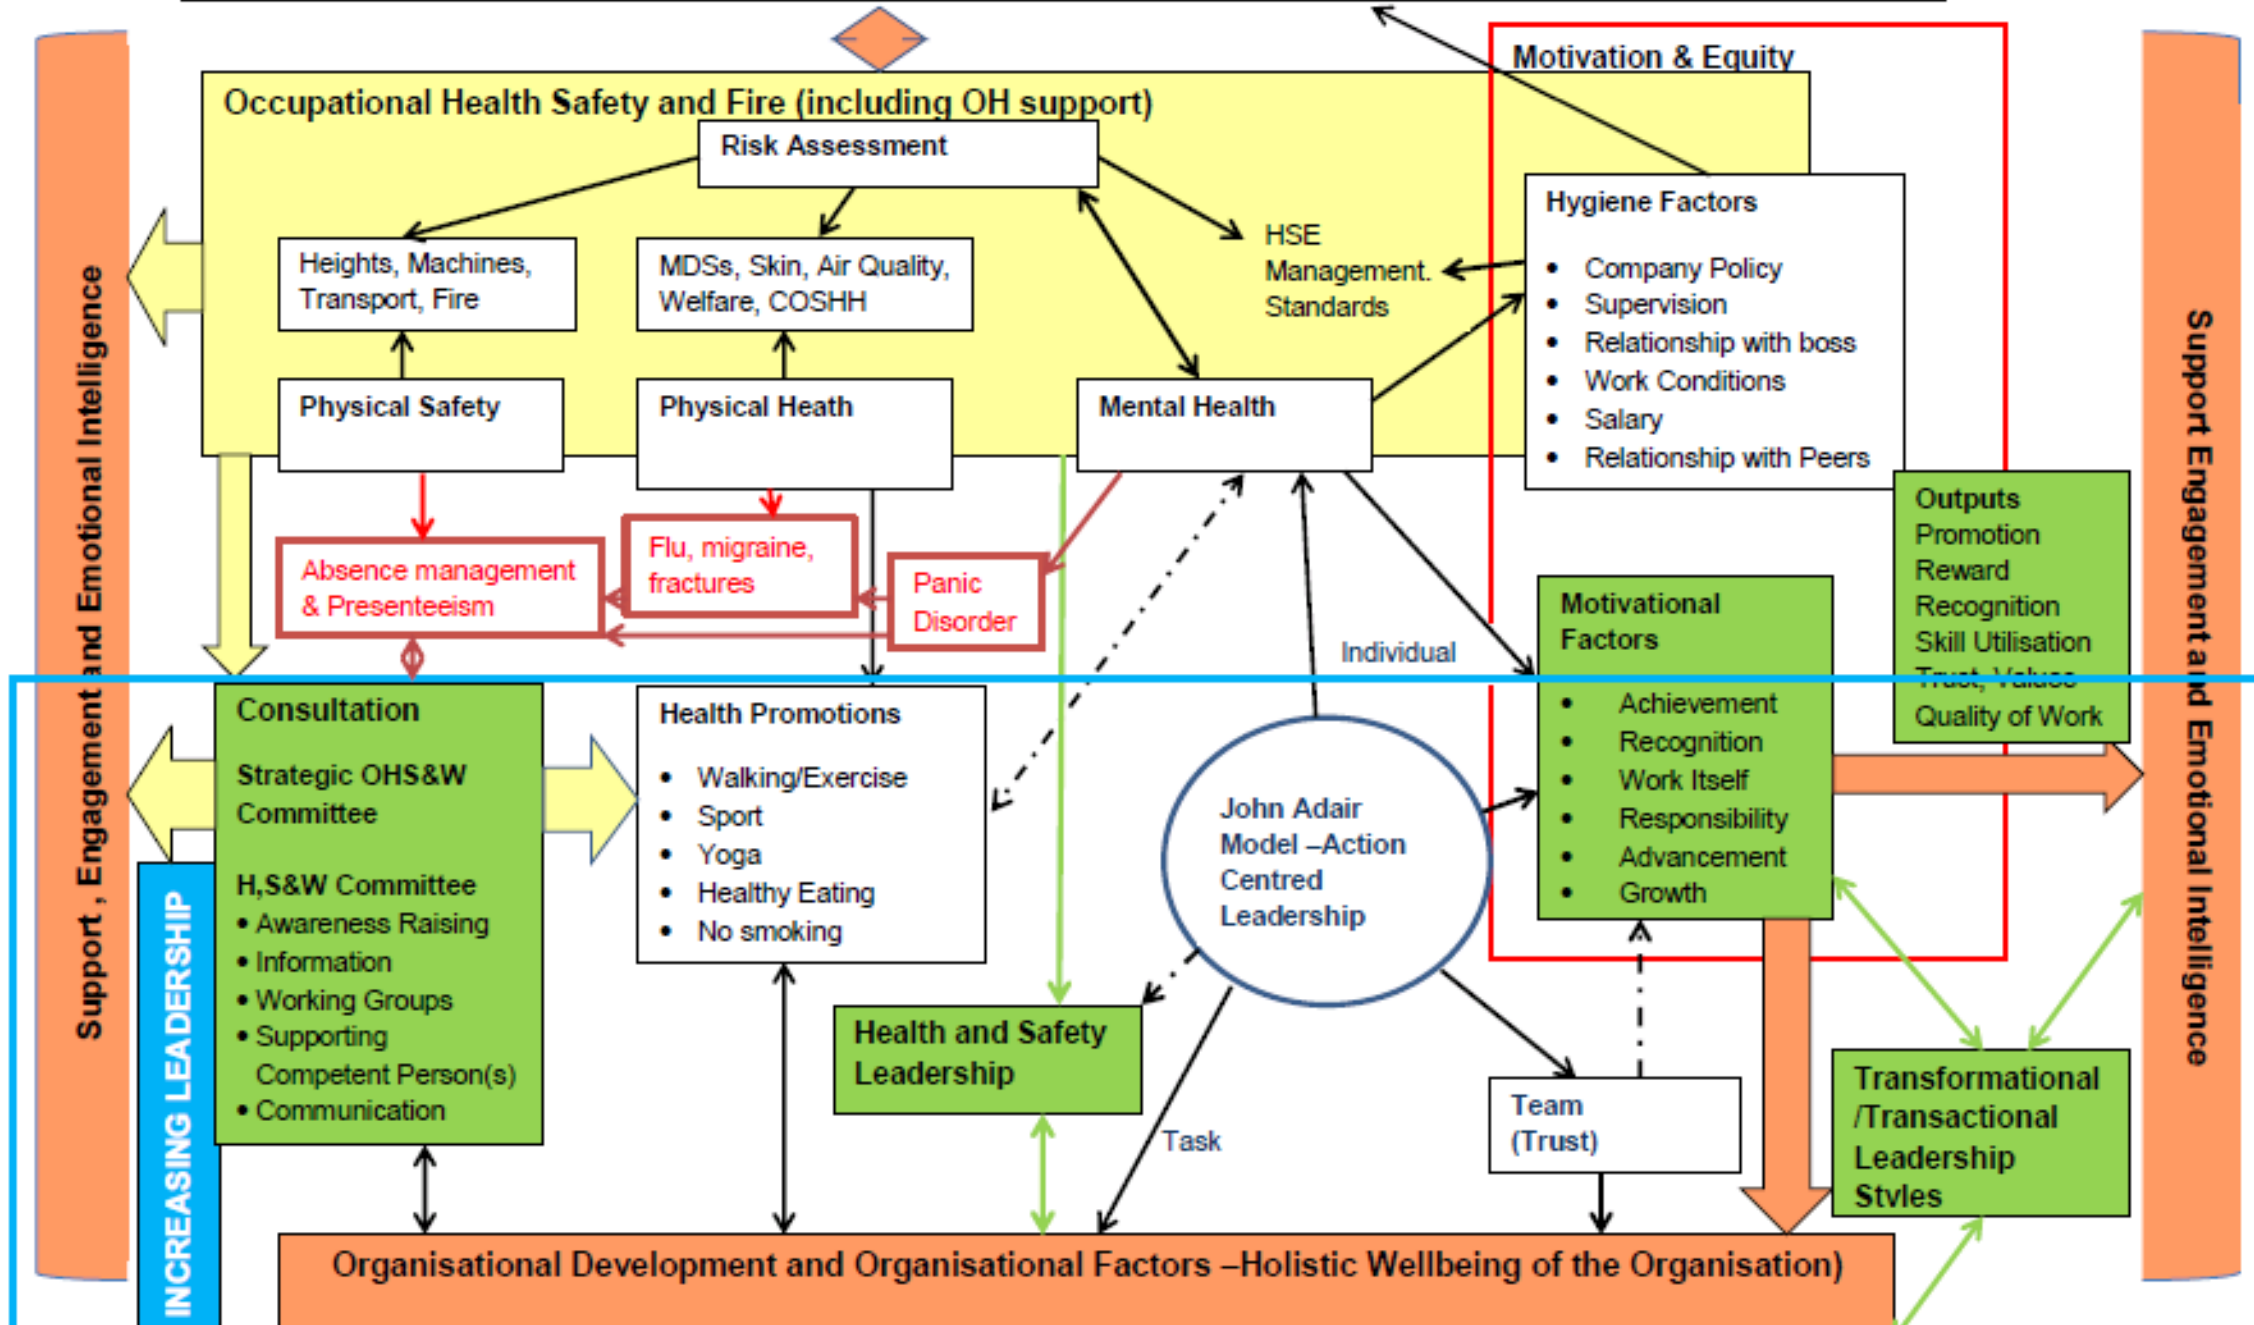 Motivation & Equity
Occupational Health Safety and Fire (including OH support)
Risk Assessment
Hygiene Factors
• Company Policy
• Supervision
• Relationship with boss
• Work Conditions
• Salary
• Relationship with Peers
HSE
Management.
Standards
Heights, Machines,
Transport, Fire
MDSs, Skin, Air Quality,
Welfare, COSHH
Physical Safety
Physical Heath
Mental Health
Support , Engagement and Emotional Intelligence
Support Engagement and Emotional Intelligence
Outputs
Promotion
Reward
Recognition
Skill Utilisation
Trust, Values
Quality of Work
Absence management
& Presenteeism
Flu, migraine,
fractures
Panic
Disorder
Individual
Motivational
Factors
• Achievement
• Recognition
• Work Itself
• Responsibility
• Advancement
• Growth
Consultation
Strategic OHS&W
Committee
H,S&W Committee
• Awareness Raising
• Information
• Working Groups
• Supporting
Competent Person(s)
• Communication
Health Promotions
• Walking/Exercise
• Sport
• Yoga
• Healthy Eating
• No smoking
John Adair
Model –Action
Centred
Leadership
INCREASING LEADERSHIP
Health and Safety
Leadership
Task
Team
(Trust)
Transformational
/Transactional
Leadership
Styles
Organisational Development and Organisational Factors –Holistic Wellbeing of the Organisation)